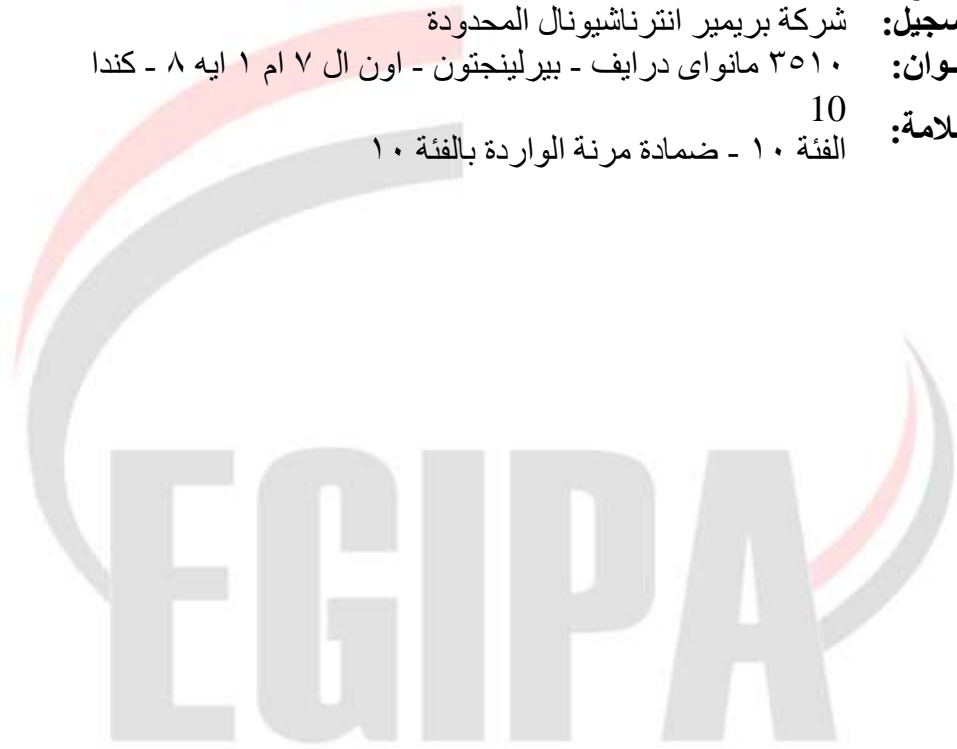 سجيل: شركة بريمير انترناشيونال المحدودة
وان: ٣٥١٠ مانواى درايف - بيرلينجتون - اون ال ٧ ام ١ ايه ٨ - كندا
لامة: 10
الفئة ١٠ - ضمادة مرنة الواردة بالفئة ١٠
EGIPA